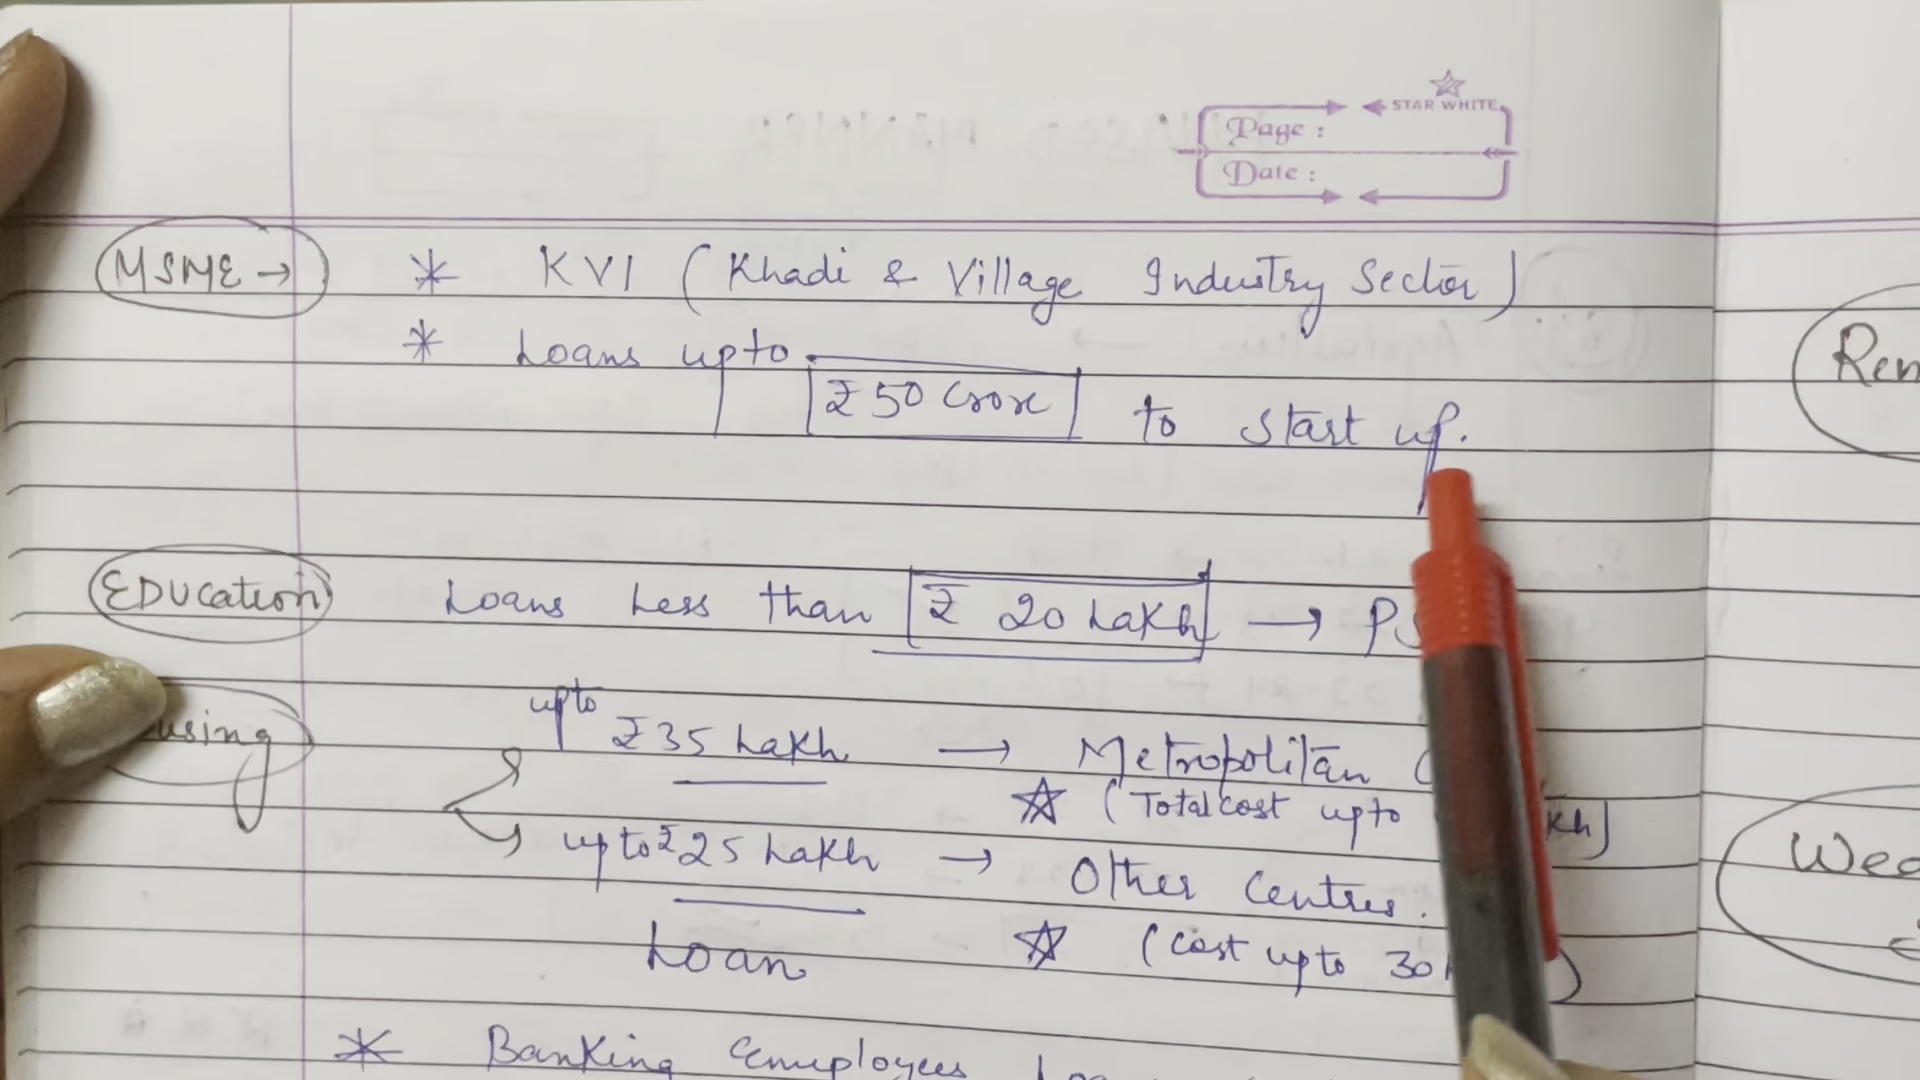 STAR WHITE
Page :
Date :
MSME → * KVI ( Khadi & Village Industry Sector )
* Loans upto
₹ 50 Crore to start up.
EDucation Loans Less than ₹ 20 Lakh →
upto
₹ 35 Lakh → Metropolitan (
☆ ( Total cost upto
upto ₹ 25 Lakh → Other Centres.
Loan ☆ ( cost upto 30
* Banking Employees